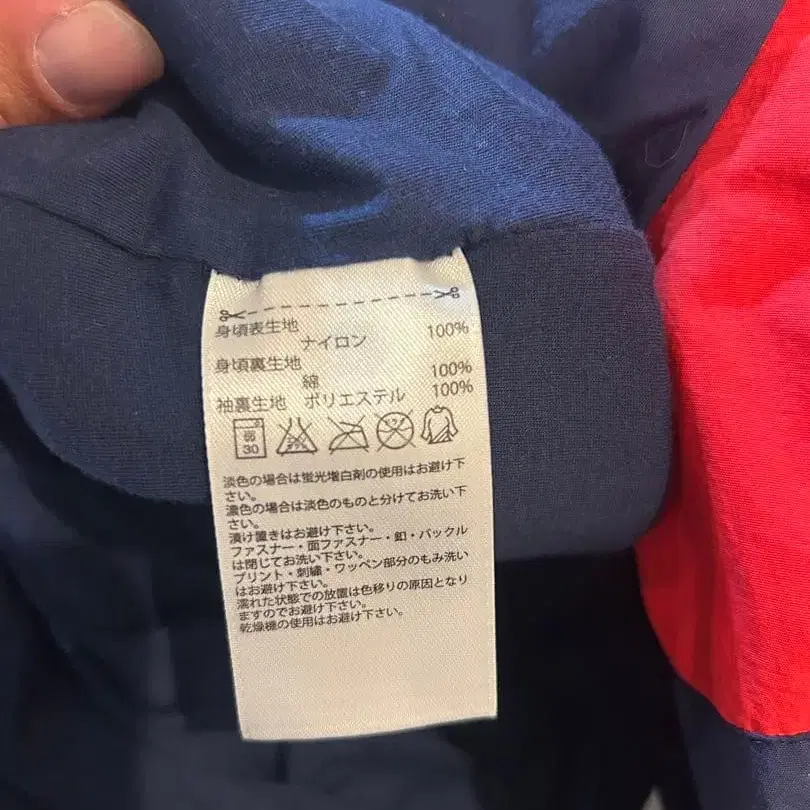 身頃表生地
ナイロン 100%
身頃裏生地
綿 100%
袖裏生地 ポリエステル 100%
弱
30
淡色の場合は蛍光増白剤の使用はお避け下
さい。
濃色の場合は淡色のものと分けてお洗い下
さい。
漬け置きはお避け下さい。
ファスナー・面ファスナー・釦・バックル
は閉じてお洗い下さい。
プリント・刺繍・ワッペン部分のもみ洗い
はお避け下さい。
濡れた状態での放置は色移りの原因となり
ますのでお避け下さい。
乾燥機の使用はお避け下さい。